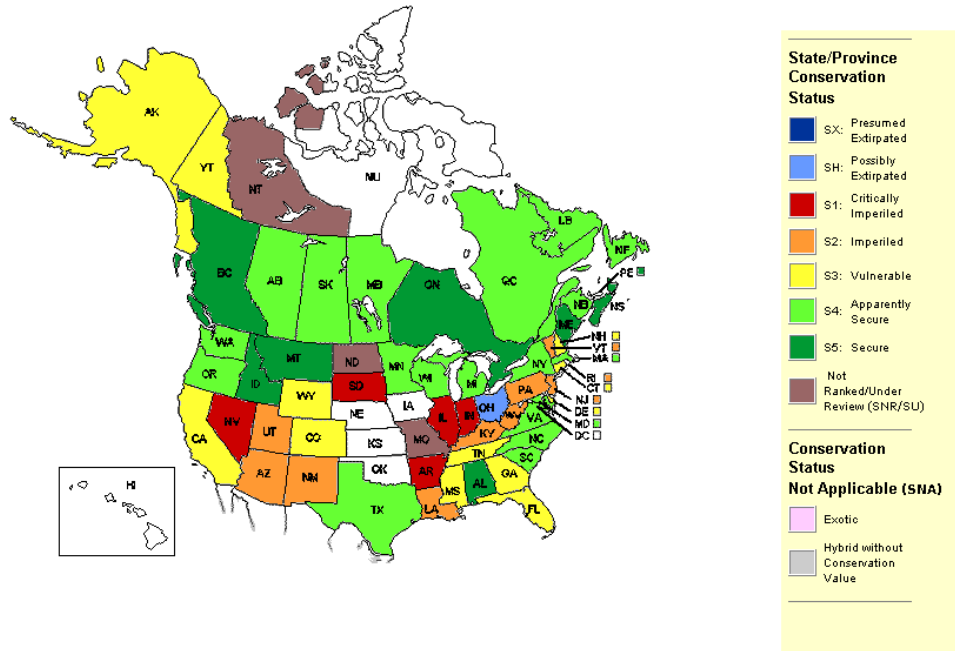 AK
YT
NT
NU
BC
AB
SK
MB
ON
QC
LB
NF
PE
NB
NS
ME
WA
MT
ND
MN
OR
ID
SD
WI
MI
NY
NH
VT
MA
WY
NE
IA
IL
IN
OH
PA
RI
CT
NJ
DE
MD
DC
CA
NV
UT
CO
KS
MO
KY
WV
VA
AZ
NM
OK
AR
TN
NC
SC
TX
LA
MS
AL
GA
FL
HI
State/Province
Conservation
Status
SX: Presumed
Extirpated
SH: Possibly
Extirpated
S1: Critically
Imperiled
S2: Imperiled
S3: Vulnerable
S4: Apparently
Secure
S5: Secure
Not
Ranked/Under
Review (SNR/SU)
Conservation
Status
Not Applicable (SNA)
Exotic
Hybrid without
Conservation
Value